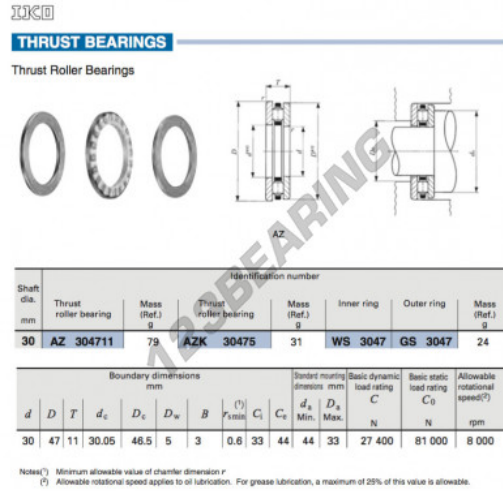 IKO
THRUST BEARINGS
Thrust Roller Bearings
T
r
D
d
AZ
123BEARING
Identification number
Shaft dia. mm
Thrust roller bearing
Mass (Ref.) g
Thrust roller bearing
Mass (Ref.) g
Inner ring
Outer ring
Mass (Ref.) g
30 AZ 304711 79 AZK 30475 31 WS 3047 GS 3047 24
Boundary dimensions mm
Standard mounting dimensions mm
Basic dynamic load rating C N
Basic static load rating C0 N
Allowable rotational speed(2) rpm
d D T dc Dc Dw B rs min(1) Ci Ce da Min. Da Max.
30 47 11 30.05 46.5 5 3 0.6 33 44 44 33 27 400 81 000 8 000
Notes(1) Minimum allowable value of chamfer dimension r
(2) Allowable rotational speed applies to oil lubrication. For grease lubrication, a maximum of 25% of this value is allowable.